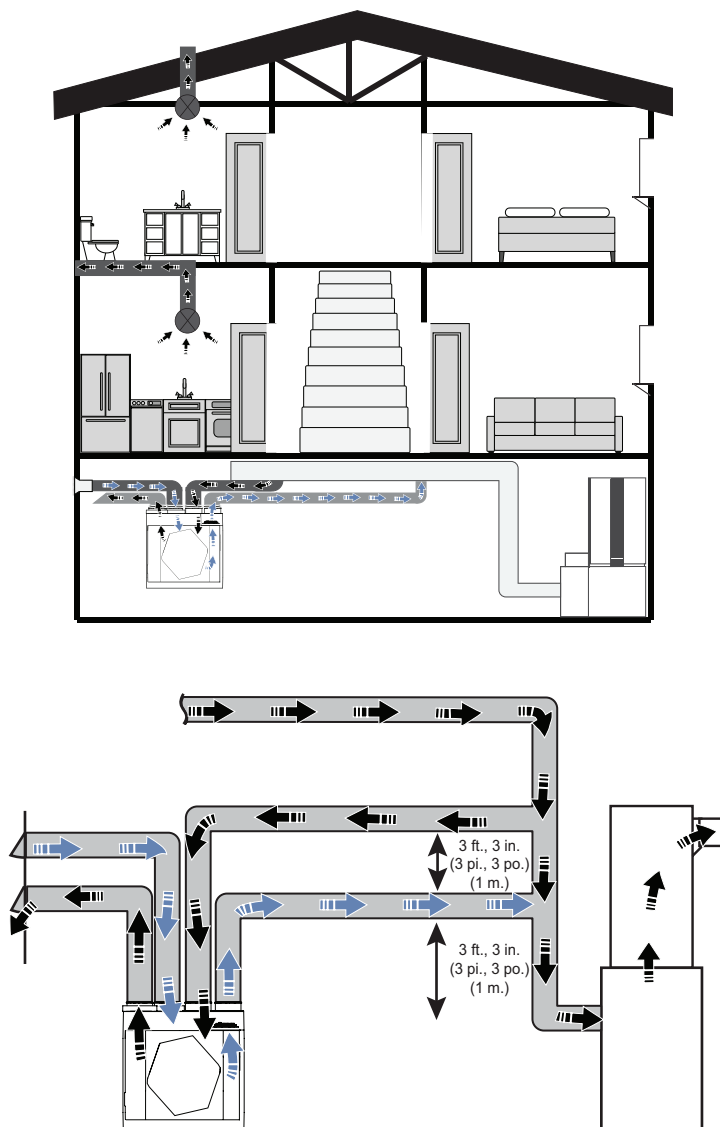 3 ft., 3 in.
(3 pi., 3 po.)
(1 m.)
3 ft., 3 in.
(3 pi., 3 po.)
(1 m.)